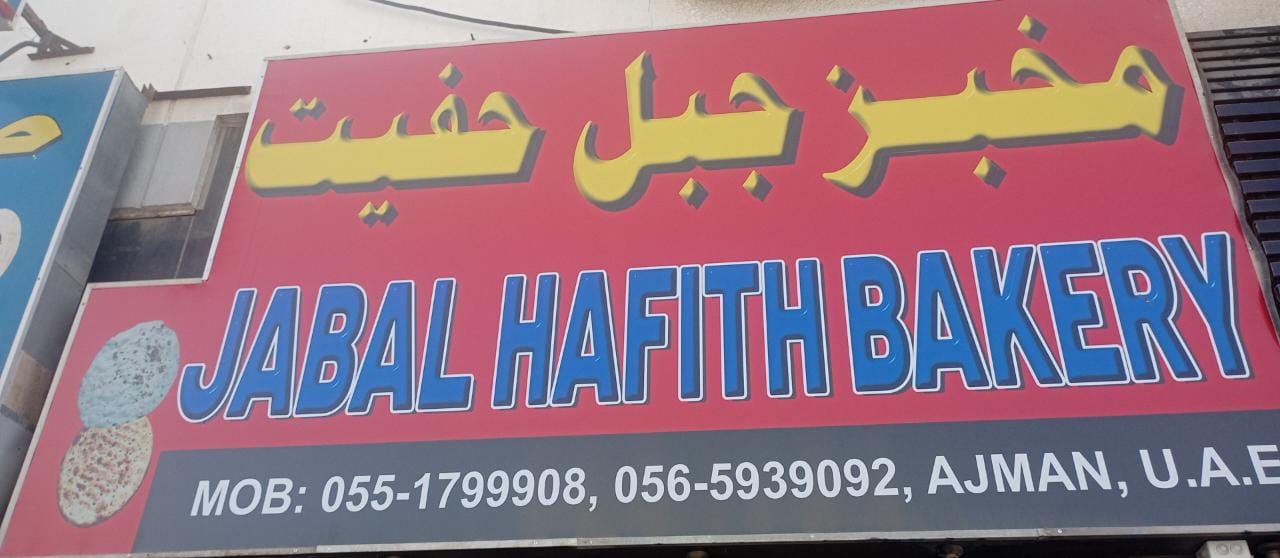 مخبز جبل حفيت
JABAL HAFITH BAKERY
MOB: 055-1799908, 056-5939092, AJMAN, U.A.E